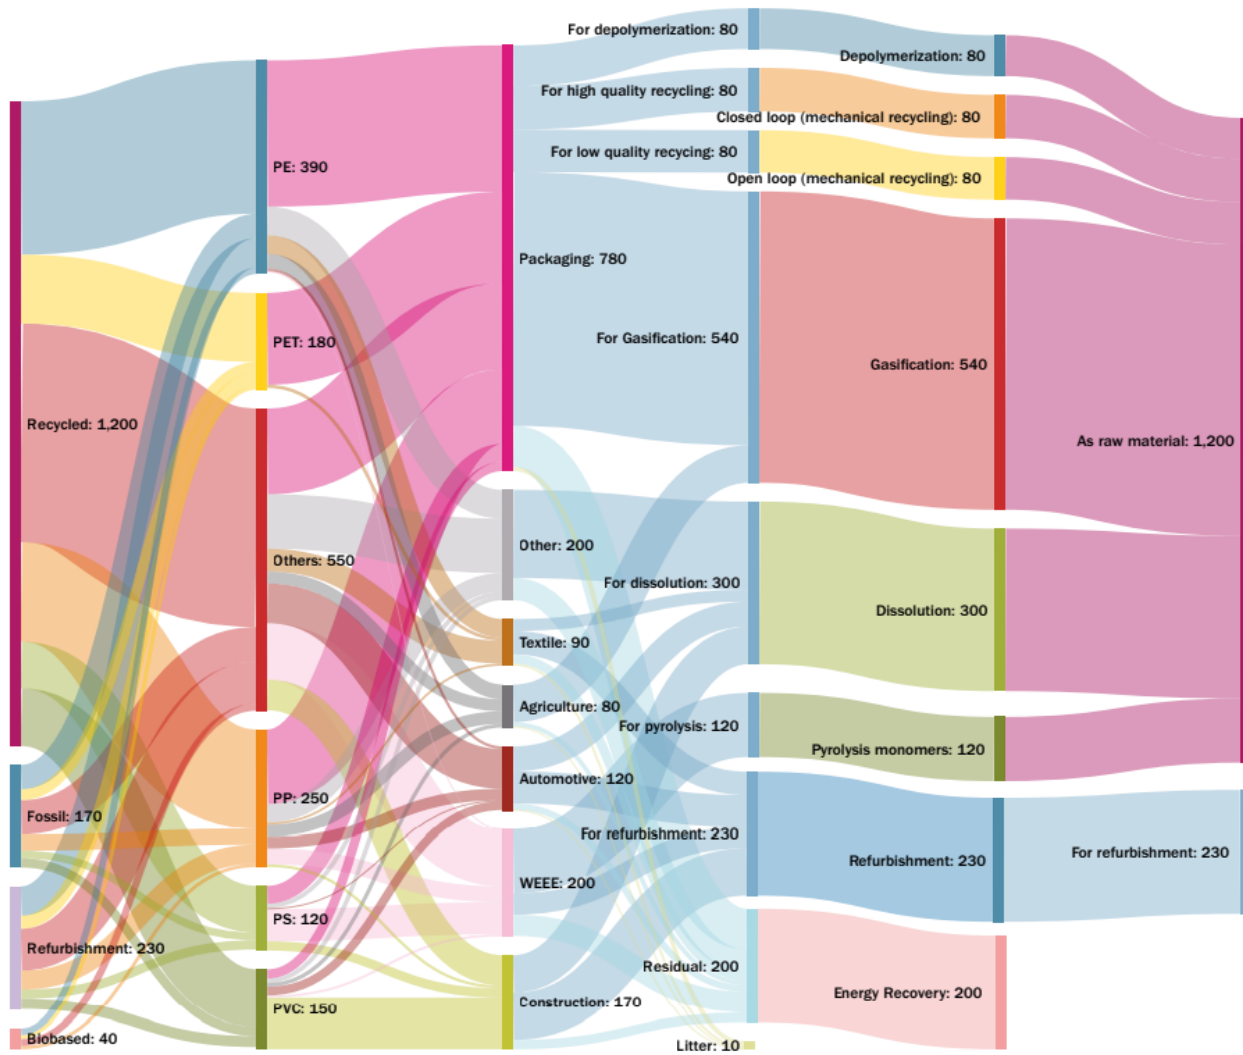 Recycled: 1,200
Fossil: 170
Refurbishment: 230
Biobased: 40
PE: 390
PET: 180
Others: 550
PP: 250
PS: 120
PVC: 150
Packaging: 780
Other: 200
Textile: 90
Agriculture: 80
Automotive: 120
WEEE: 200
Construction: 170
For depolymerization: 80
For high quality recycling: 80
For low quality recycing: 80
For Gasification: 540
For dissolution: 300
For pyrolysis: 120
For refurbishment: 230
Residual: 200
Litter: 10
Depolymerization: 80
Closed loop (mechanical recycling): 80
Open loop (mechanical recycling): 80
Gasification: 540
Dissolution: 300
Pyrolysis monomers: 120
Refurbishment: 230
Energy Recovery: 200
As raw material: 1,200
For refurbishment: 230